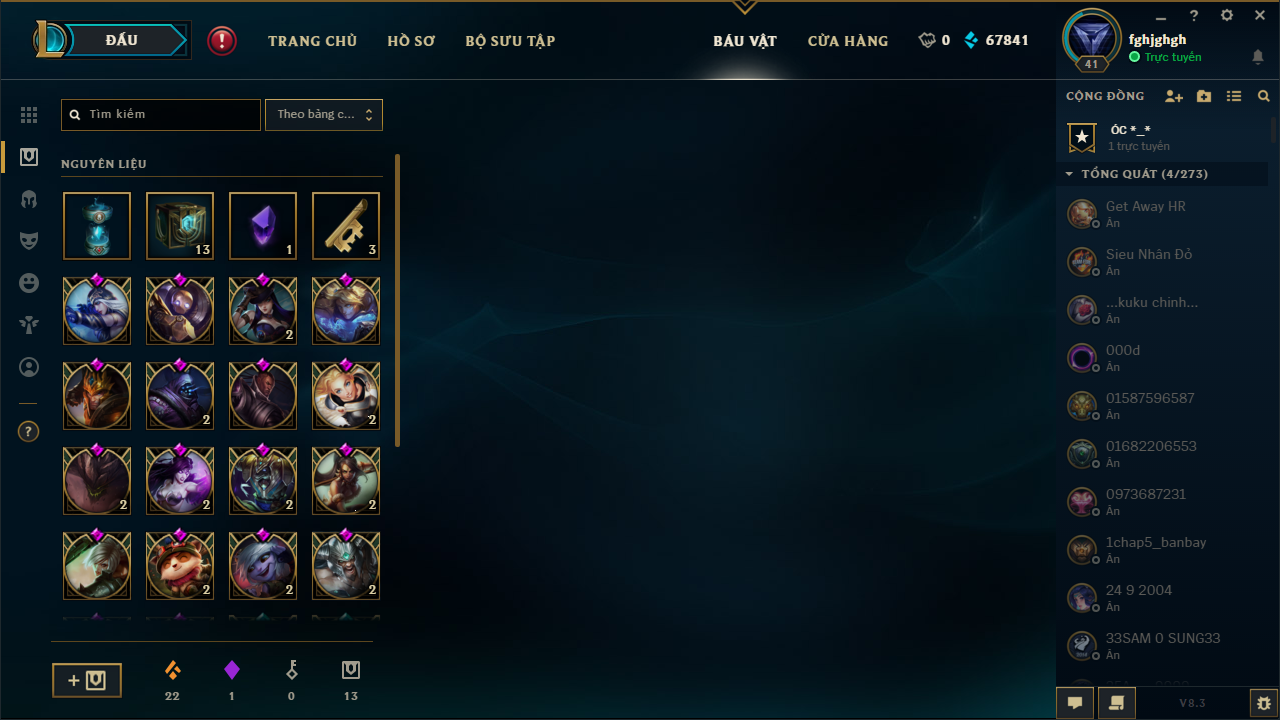 ĐẤU
TRANG CHỦ
HỒ SƠ
BỘ SƯU TẬP
BÁU VẬT
CỬA HÀNG
0
67841
41
fghjghgh
Trực tuyến
Tìm kiếm
Theo bảng c...
NGUYÊN LIỆU
13
1
3
2
2
2
2
2
2
2
2
2
2
22
1
0
13
CỘNG ĐỒNG
ÓC *_*
1 trực tuyến
TỔNG QUÁT (4/273)
Get Away HR
Ẩn
Sieu Nhân Đỏ
Ẩn
...kuku chinh...
Ẩn
000d
Ẩn
01587596587
Ẩn
01682206553
Ẩn
0973687231
Ẩn
1chap5_banbay
Ẩn
24 9 2004
Ẩn
33SAM 0 SUNG33
Ẩn
V8.3